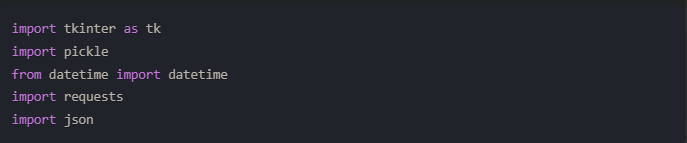 import tkinter as tk
import pickle
from datetime import datetime
import requests
import json